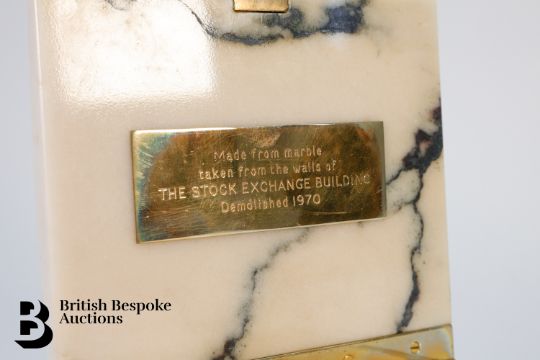 Made from marble
taken from the walls of
THE STOCK EXCHANGE BUILDING
Demolished 1970
British Bespoke
Auctions